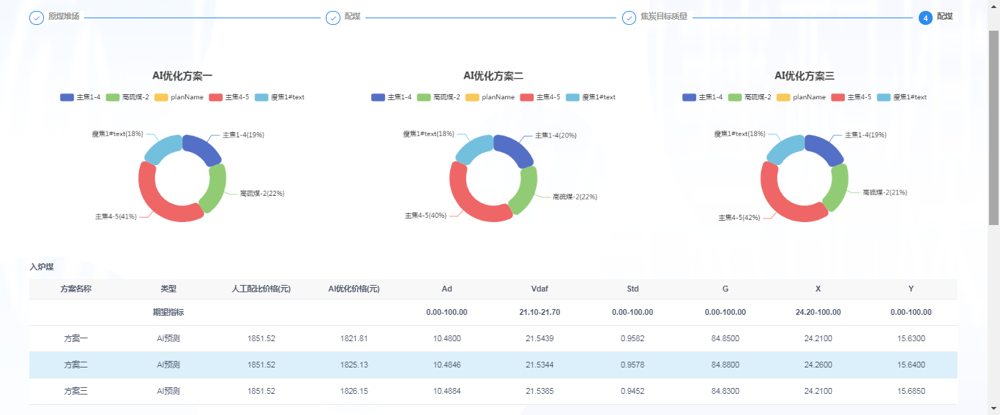 原煤堆场 配煤 焦炭目标质量 4 配煤
AI优化方案一 AI优化方案二 AI优化方案三
主焦1-4 高硫煤-2 planName 主焦4-5 瘦焦1#text 主焦1-4 高硫煤-2 planName 主焦4-5 瘦焦1#text 主焦1-4 高硫煤-2 planName 主焦4-5 瘦焦1#text
瘦焦1#text(18%) 主焦1-4(19%) 瘦焦1#text(18%) 主焦1-4(20%) 瘦焦1#text(18%) 主焦1-4(19%)
高硫煤-2(22%) 高硫煤-2(22%) 高硫煤-2(21%)
主焦4-5(41%) 主焦4-5(40%) 主焦4-5(42%)
入炉煤
方案名称 类型 人工配比价格(元) AI优化价格(元) Ad Vdaf Std G X Y
期望指标 0.00-100.00 21.10-21.70 0.00-100.00 0.00-100.00 24.20-100.00 0.00-100.00
方案一 AI预测 1851.52 1821.81 10.4800 21.5439 0.9582 84.8500 24.2100 15.6300
方案二 AI预测 1851.52 1825.13 10.4846 21.5344 0.9578 84.8800 24.2600 15.6400
方案三 AI预测 1851.52 1826.15 10.4884 21.5385 0.9452 84.8300 24.2100 15.6850